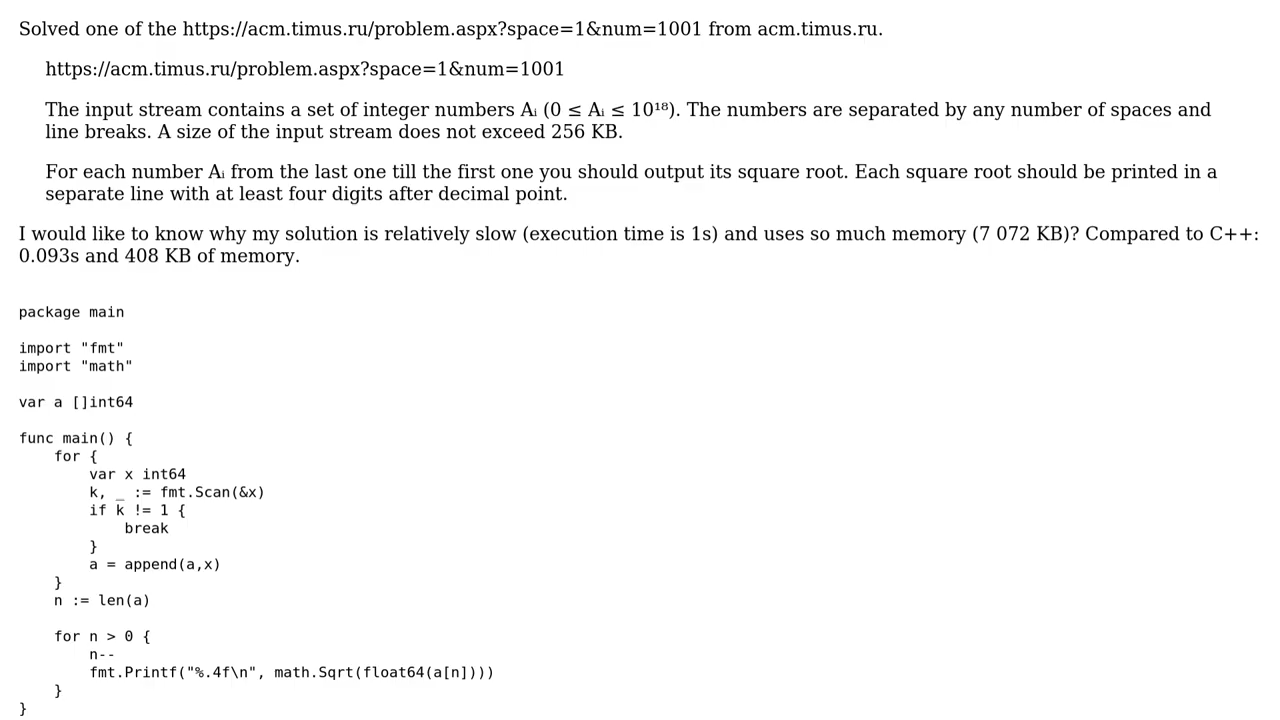 Solved one of the https://acm.timus.ru/problem.aspx?space=1&num=1001 from acm.timus.ru.
https://acm.timus.ru/problem.aspx?space=1&num=1001
The input stream contains a set of integer numbers Aᵢ (0 ≤ Aᵢ ≤ 10¹⁸). The numbers are separated by any number of spaces and
line breaks. A size of the input stream does not exceed 256 KB.
For each number Aᵢ from the last one till the first one you should output its square root. Each square root should be printed in a
separate line with at least four digits after decimal point.
I would like to know why my solution is relatively slow (execution time is 1s) and uses so much memory (7 072 KB)? Compared to C++:
0.093s and 408 KB of memory.
package main
import "fmt"
import "math"
var a []int64
func main() {
    for {
        var x int64
        k, _ := fmt.Scan(&x)
        if k != 1 {
            break
        }
        a = append(a,x)
    }
    n := len(a)
    for n > 0 {
        n--
        fmt.Printf("%.4f\n", math.Sqrt(float64(a[n])))
    }
}